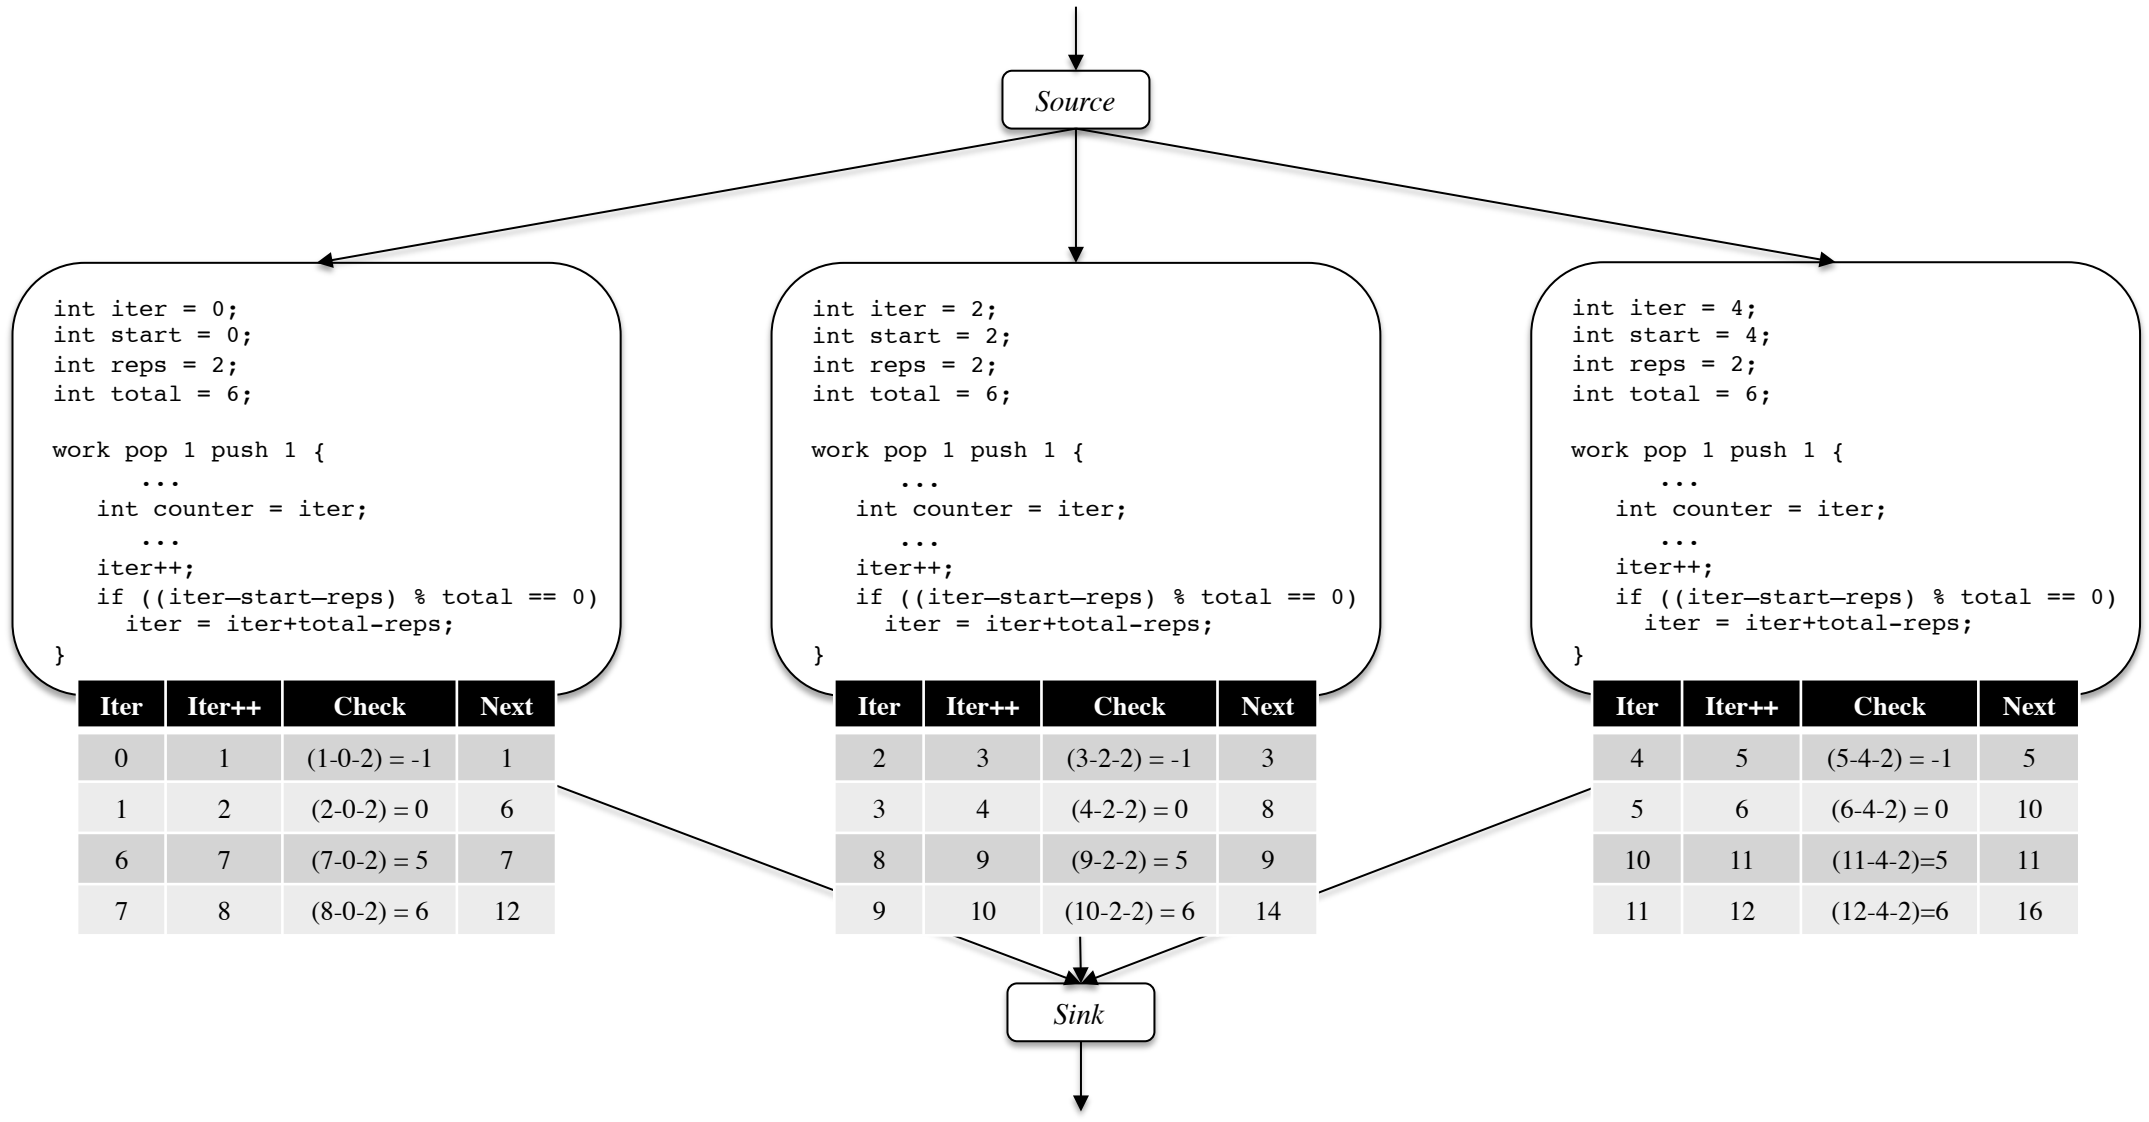 Source
int iter = 0;
int start = 0;
int reps = 2;
int total = 6;
work pop 1 push 1 {
...
int counter = iter;
...
iter++;
if ((iter–start–reps) % total == 0)
iter = iter+total-reps;
}
Iter Iter++ Check Next
0 1 (1-0-2) = -1 1
1 2 (2-0-2) = 0 6
6 7 (7-0-2) = 5 7
7 8 (8-0-2) = 6 12
int iter = 2;
int start = 2;
int reps = 2;
int total = 6;
work pop 1 push 1 {
...
int counter = iter;
...
iter++;
if ((iter–start–reps) % total == 0)
iter = iter+total-reps;
}
Iter Iter++ Check Next
2 3 (3-2-2) = -1 3
3 4 (4-2-2) = 0 8
8 9 (9-2-2) = 5 9
9 10 (10-2-2) = 6 14
int iter = 4;
int start = 4;
int reps = 2;
int total = 6;
work pop 1 push 1 {
...
int counter = iter;
...
iter++;
if ((iter–start–reps) % total == 0)
iter = iter+total-reps;
}
Iter Iter++ Check Next
4 5 (5-4-2) = -1 5
5 6 (6-4-2) = 0 10
10 11 (11-4-2)=5 11
11 12 (12-4-2)=6 16
Sink